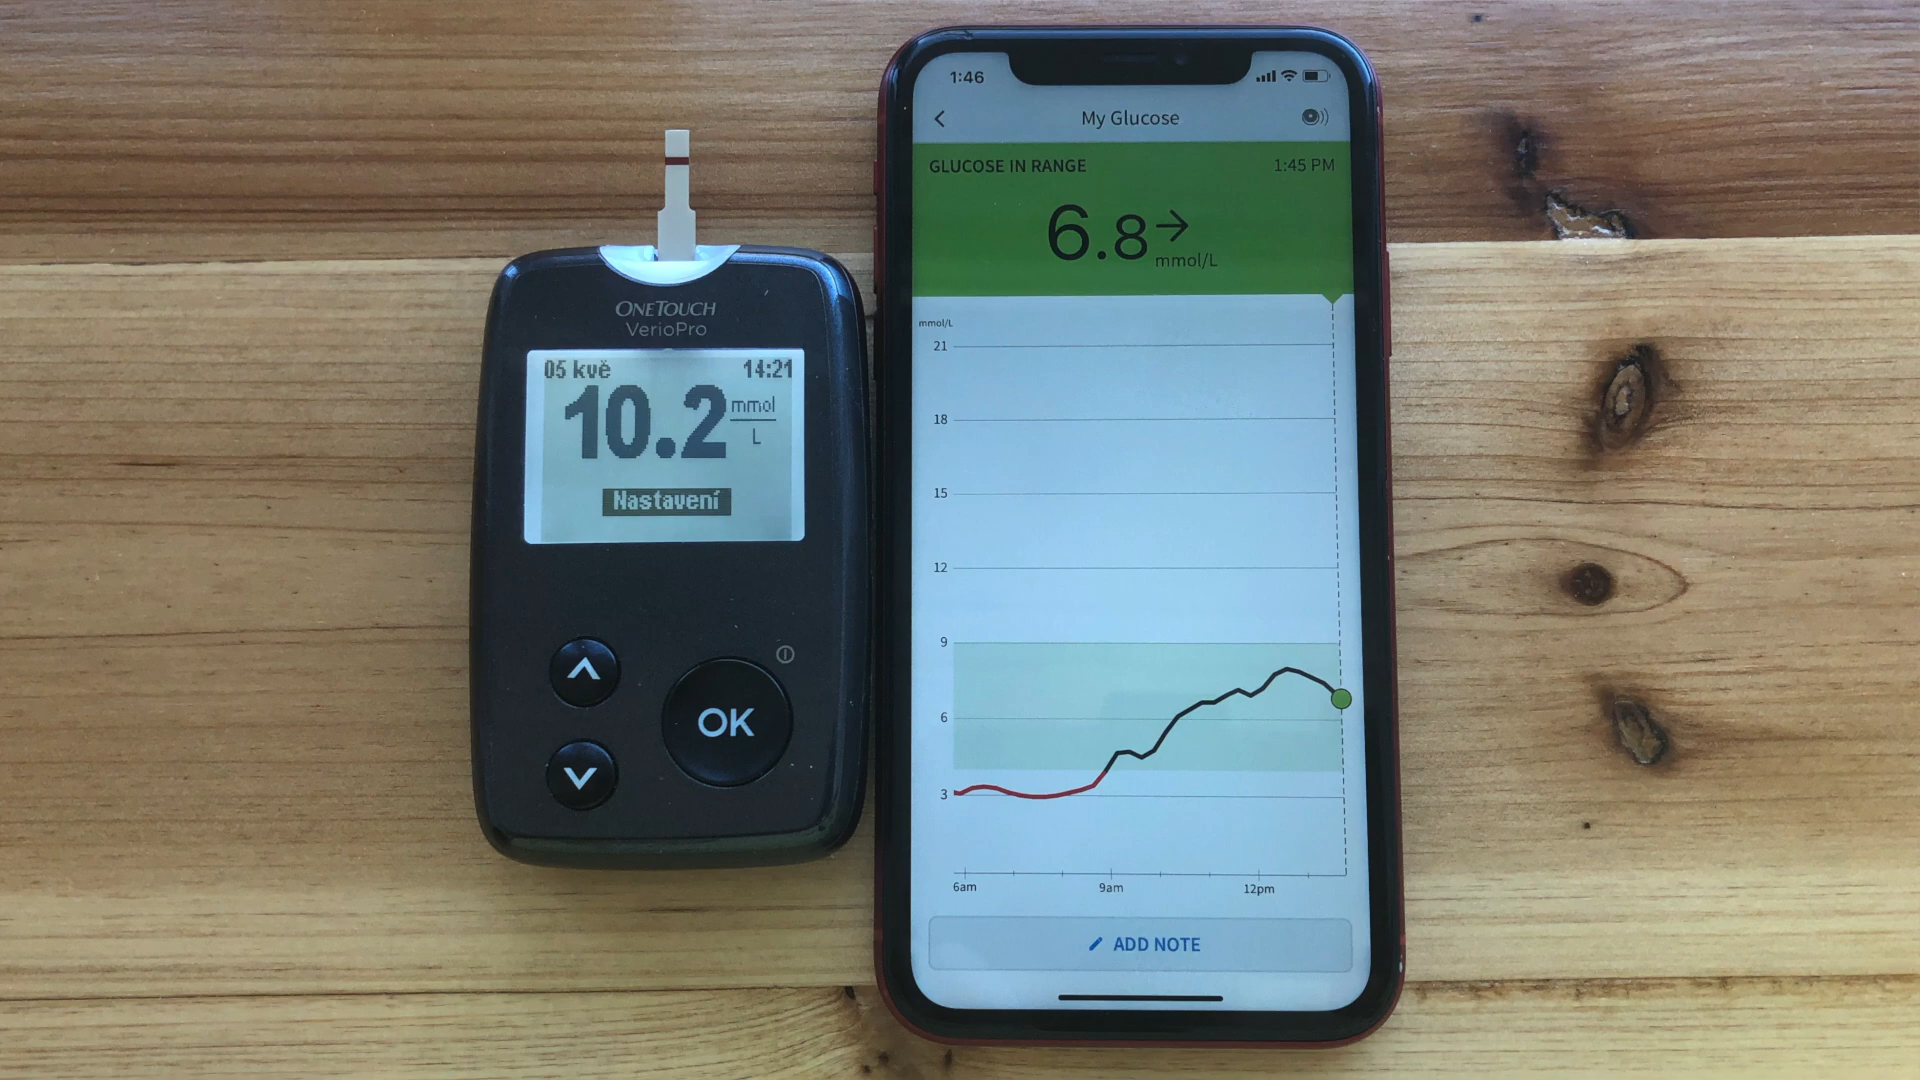 ONETOUCH
VerioPro
05 kvě 14:21
10.2 mmol/L
Nastavení
OK
1:46
My Glucose
GLUCOSE IN RANGE 1:45 PM
6.8→
mmol/L
mmol/L
21
18
15
12
9
6
3
6am 9am 12pm
ADD NOTE